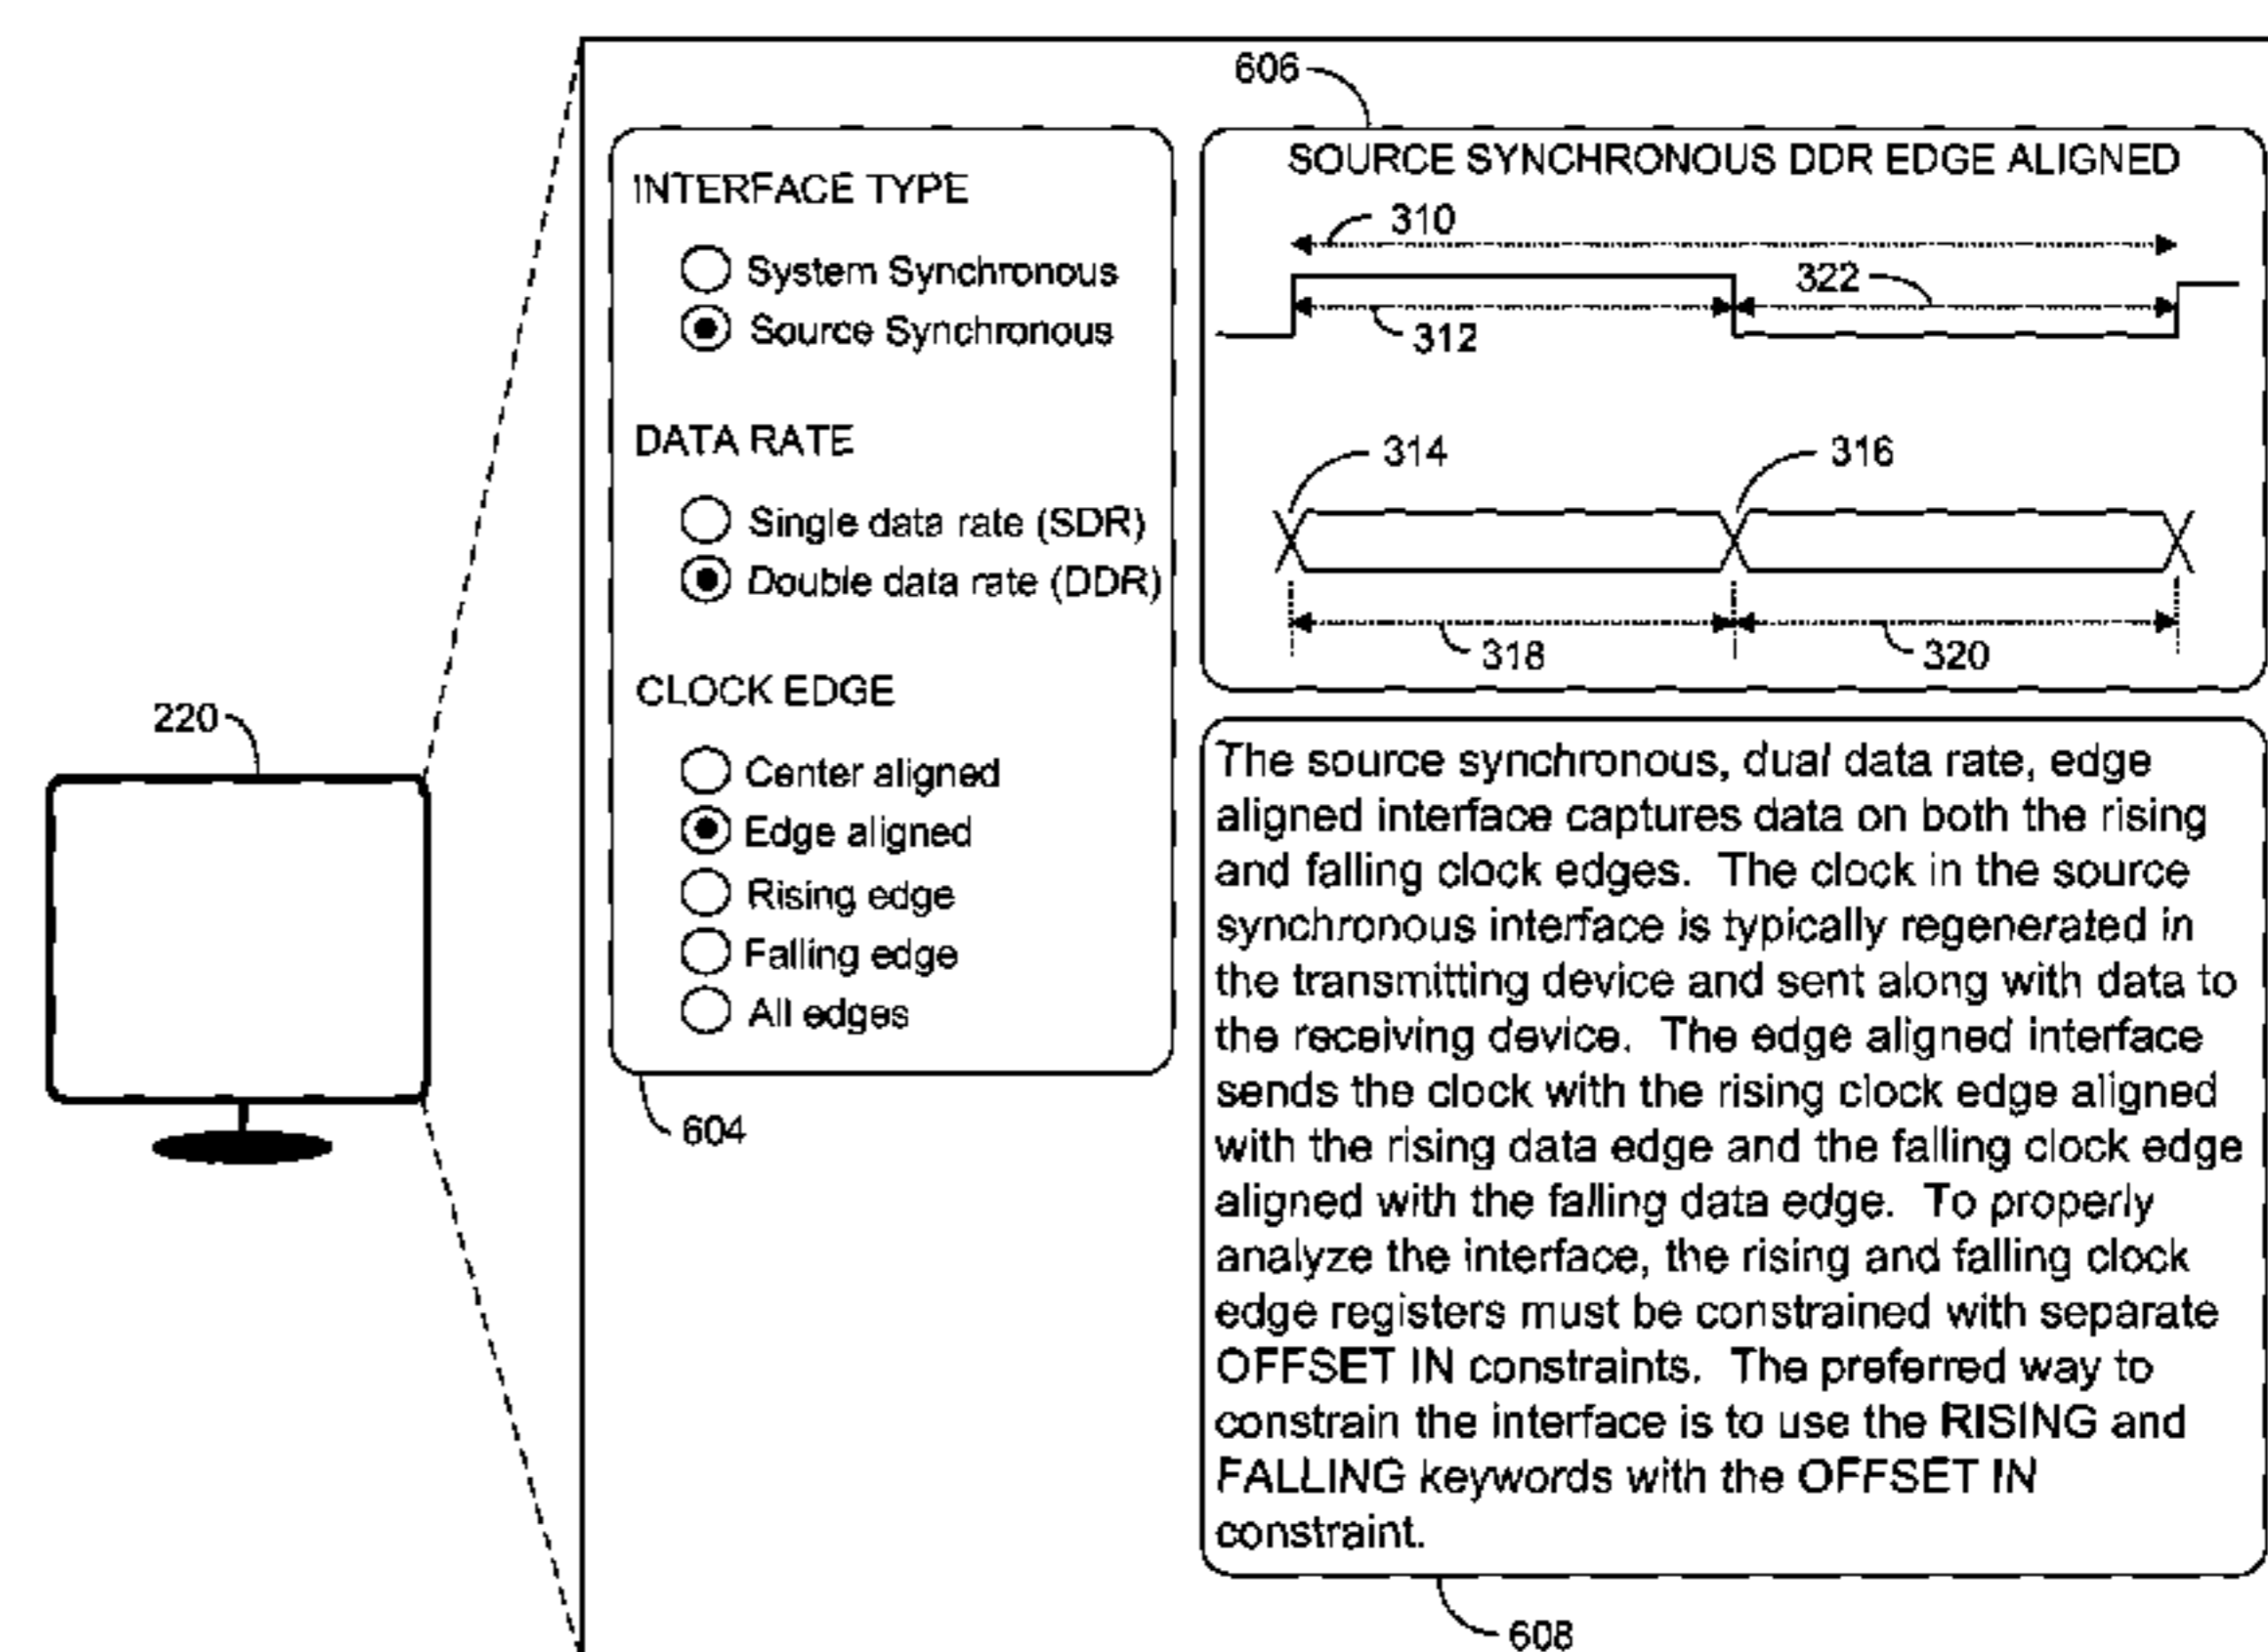 220
INTERFACE TYPE
System Synchronous
Source Synchronous
DATA RATE
Single data rate (SDR)
Double data rate (DDR)
CLOCK EDGE
Center aligned
Edge aligned
Rising edge
Falling edge
All edges
604
606
SOURCE SYNCHRONOUS DDR EDGE ALIGNED
310
322
312
314
316
318
320
The source synchronous, dual data rate, edge
aligned interface captures data on both the rising
and falling clock edges. The clock in the source
synchronous interface is typically regenerated in
the transmitting device and sent along with data to
the receiving device. The edge aligned interface
sends the clock with the rising clock edge aligned
with the rising data edge and the falling clock edge
aligned with the falling data edge. To properly
analyze the interface, the rising and falling clock
edge registers must be constrained with separate
OFFSET IN constraints. The preferred way to
constrain the interface is to use the RISING and
FALLING keywords with the OFFSET IN
constraint.
608